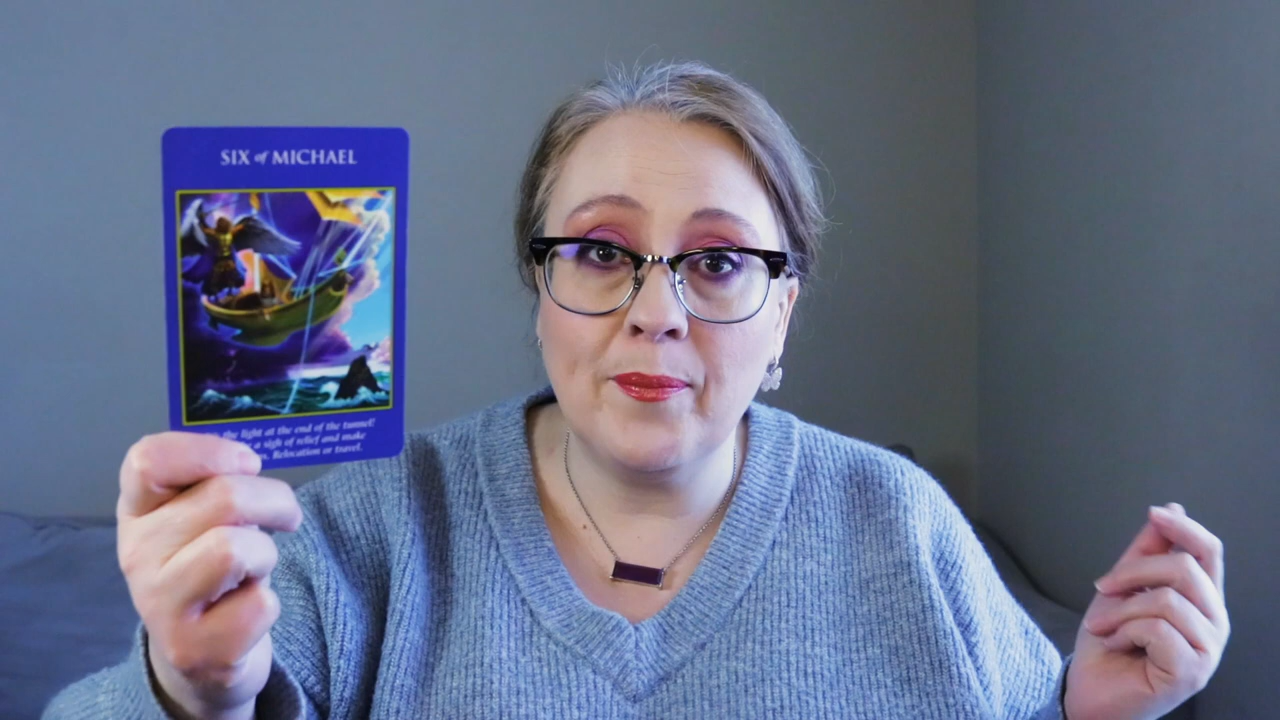 SIX of MICHAEL
the light at the end of the tunnel!
a sigh of relief and make
Relocation or travel.